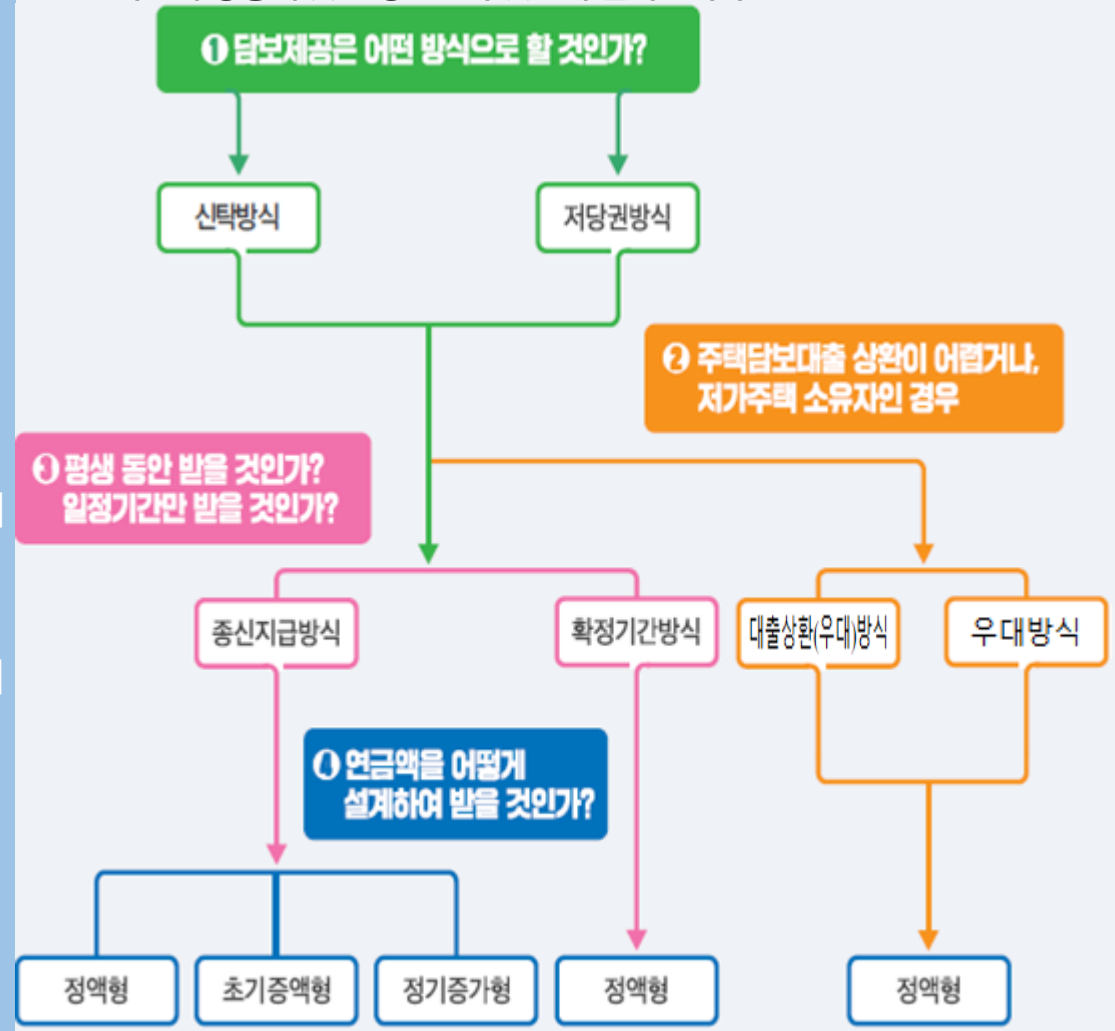 ❶ 담보제공은 어떤 방식으로 할 것인가?
신탁방식
저당권방식
❷ 주택담보대출 상환이 어렵거나,
저가주택 소유자인 경우
❸ 평생 동안 받을 것인가?
일정기간만 받을 것인가?
종신지급방식
확정기간방식
대출상환(우대)방식
우대방식
❹ 연금액을 어떻게
설계하여 받을 것인가?
정액형
초기증액형
정기증가형
정액형
정액형